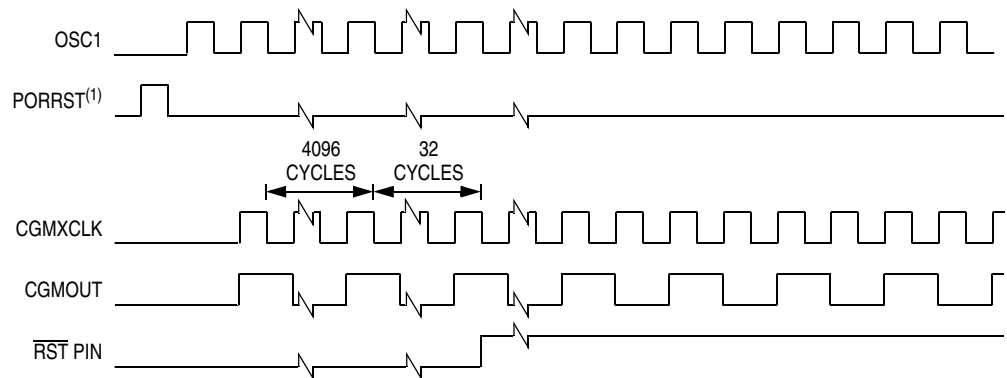 OSC1
PORRST(1)
4096
CYCLES
32
CYCLES
CGMXCLK
CGMOUT
RST PIN